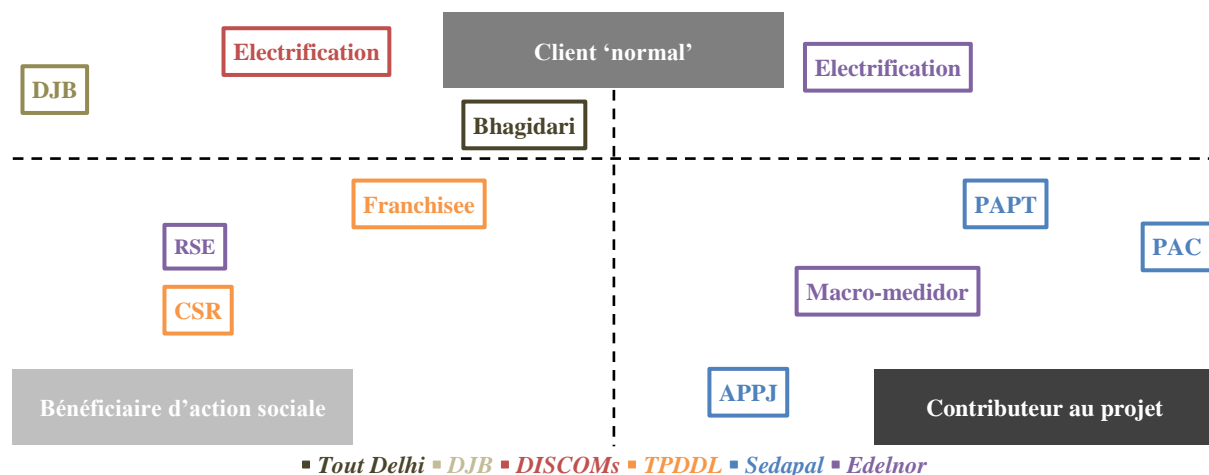 Electrification
Client ‘normal’
Electrification
DJB
Bhagidari
Franchisee
PAPT
RSE
PAC
Macro-medidor
CSR
APPJ
Bénéficiaire d’action sociale
Contributeur au projet
Tout Delhi DJB DISCOMs TPDDL Sedapal Edelnor